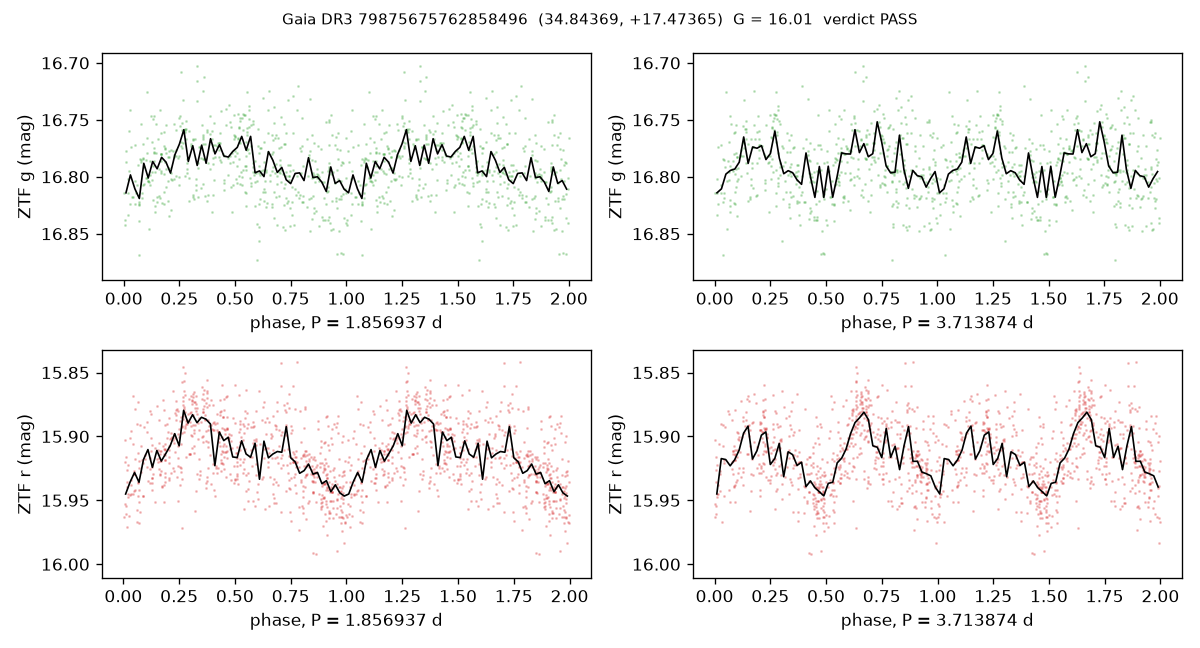 Gaia DR3 79875675762858496 (34.84369, +17.47365) G = 16.01 verdict PASS
ZTF g (mag)
16.70
16.75
16.80
16.85
0.00 0.25 0.50 0.75 1.00 1.25 1.50 1.75 2.00
phase, P = 1.856937 d
ZTF g (mag)
16.70
16.75
16.80
16.85
0.00 0.25 0.50 0.75 1.00 1.25 1.50 1.75 2.00
phase, P = 3.713874 d
ZTF r (mag)
15.85
15.90
15.95
16.00
0.00 0.25 0.50 0.75 1.00 1.25 1.50 1.75 2.00
phase, P = 1.856937 d
ZTF r (mag)
15.85
15.90
15.95
16.00
0.00 0.25 0.50 0.75 1.00 1.25 1.50 1.75 2.00
phase, P = 3.713874 d